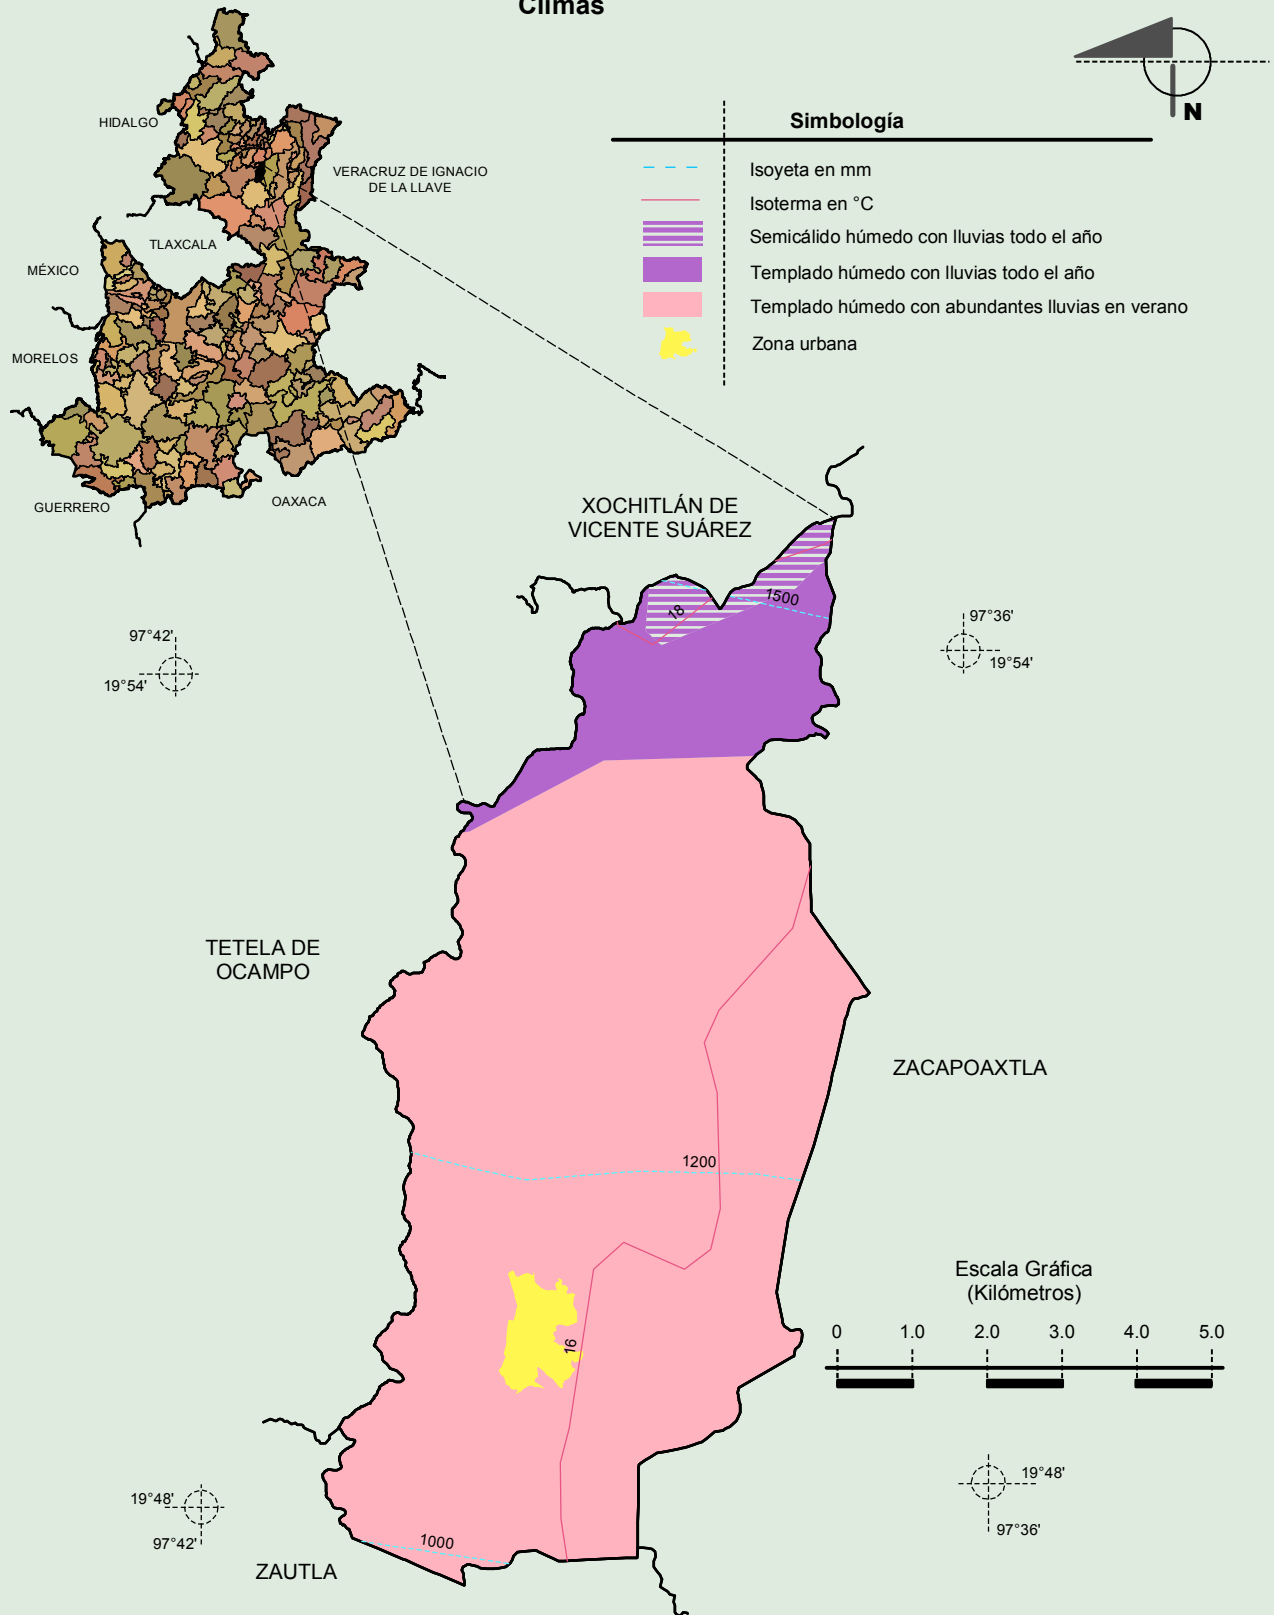 Climas
N
HIDALGO
VERACRUZ DE IGNACIO
DE LA LLAVE
TLAXCALA
MÉXICO
MORELOS
GUERRERO
OAXACA
Simbología
Isoyeta en mm
Isoterma en °C
Semicálido húmedo con lluvias todo el año
Templado húmedo con lluvias todo el año
Templado húmedo con abundantes lluvias en verano
Zona urbana
XOCHITLÁN DE
VICENTE SUÁREZ
1500
18
97°42'
19°54'
97°36'
19°54'
TETELA DE
OCAMPO
ZACAPOAXTLA
1200
16
Escala Gráfica
(Kilómetros)
0 1.0 2.0 3.0 4.0 5.0
19°48'
97°42'
19°48'
97°36'
1000
ZAUTLA